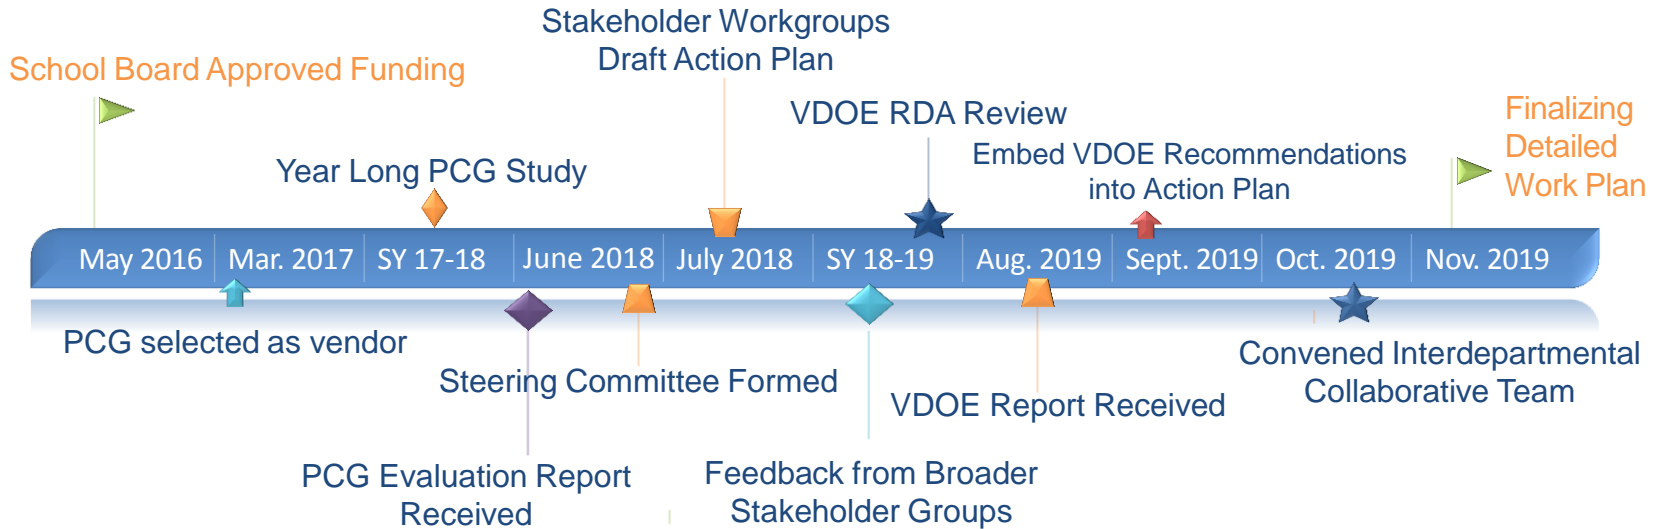 Stakeholder Workgroups
Draft Action Plan
School Board Approved Funding
VDOE RDA Review
Finalizing
Detailed
Work Plan
Embed VDOE Recommendations
into Action Plan
Year Long PCG Study
May 2016
Mar. 2017
SY 17-18
June 2018
July 2018
SY 18-19
Aug. 2019
Sept. 2019
Oct. 2019
Nov. 2019
PCG selected as vendor
Steering Committee Formed
VDOE Report Received
Convened Interdepartmental
Collaborative Team
PCG Evaluation Report
Received
Feedback from Broader
Stakeholder Groups